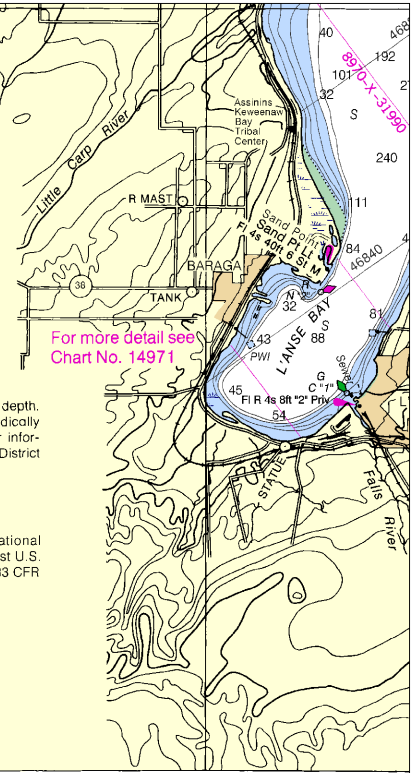 40
46840
192
8970-X-31990
101
32
S
Assinins
Keweenaw
Bay
Tribal
Center
Little Carp River
240
R MAST
111
Sand Point
Sand Pt Lt
Fl 4s 40ft 6 St M
84
46840
BARAGA
38
TANK
R
N "2"
32
L'ANSE BAY
S
88
81
43
PWI
For more detail see
Chart No. 14971
Sewer
G
C "1"
45
Fl R 4s 8ft "2" Priv
54
depth.
dically
infor-
District
STATUE
Falls
River
ational
st U.S.
33 CFR